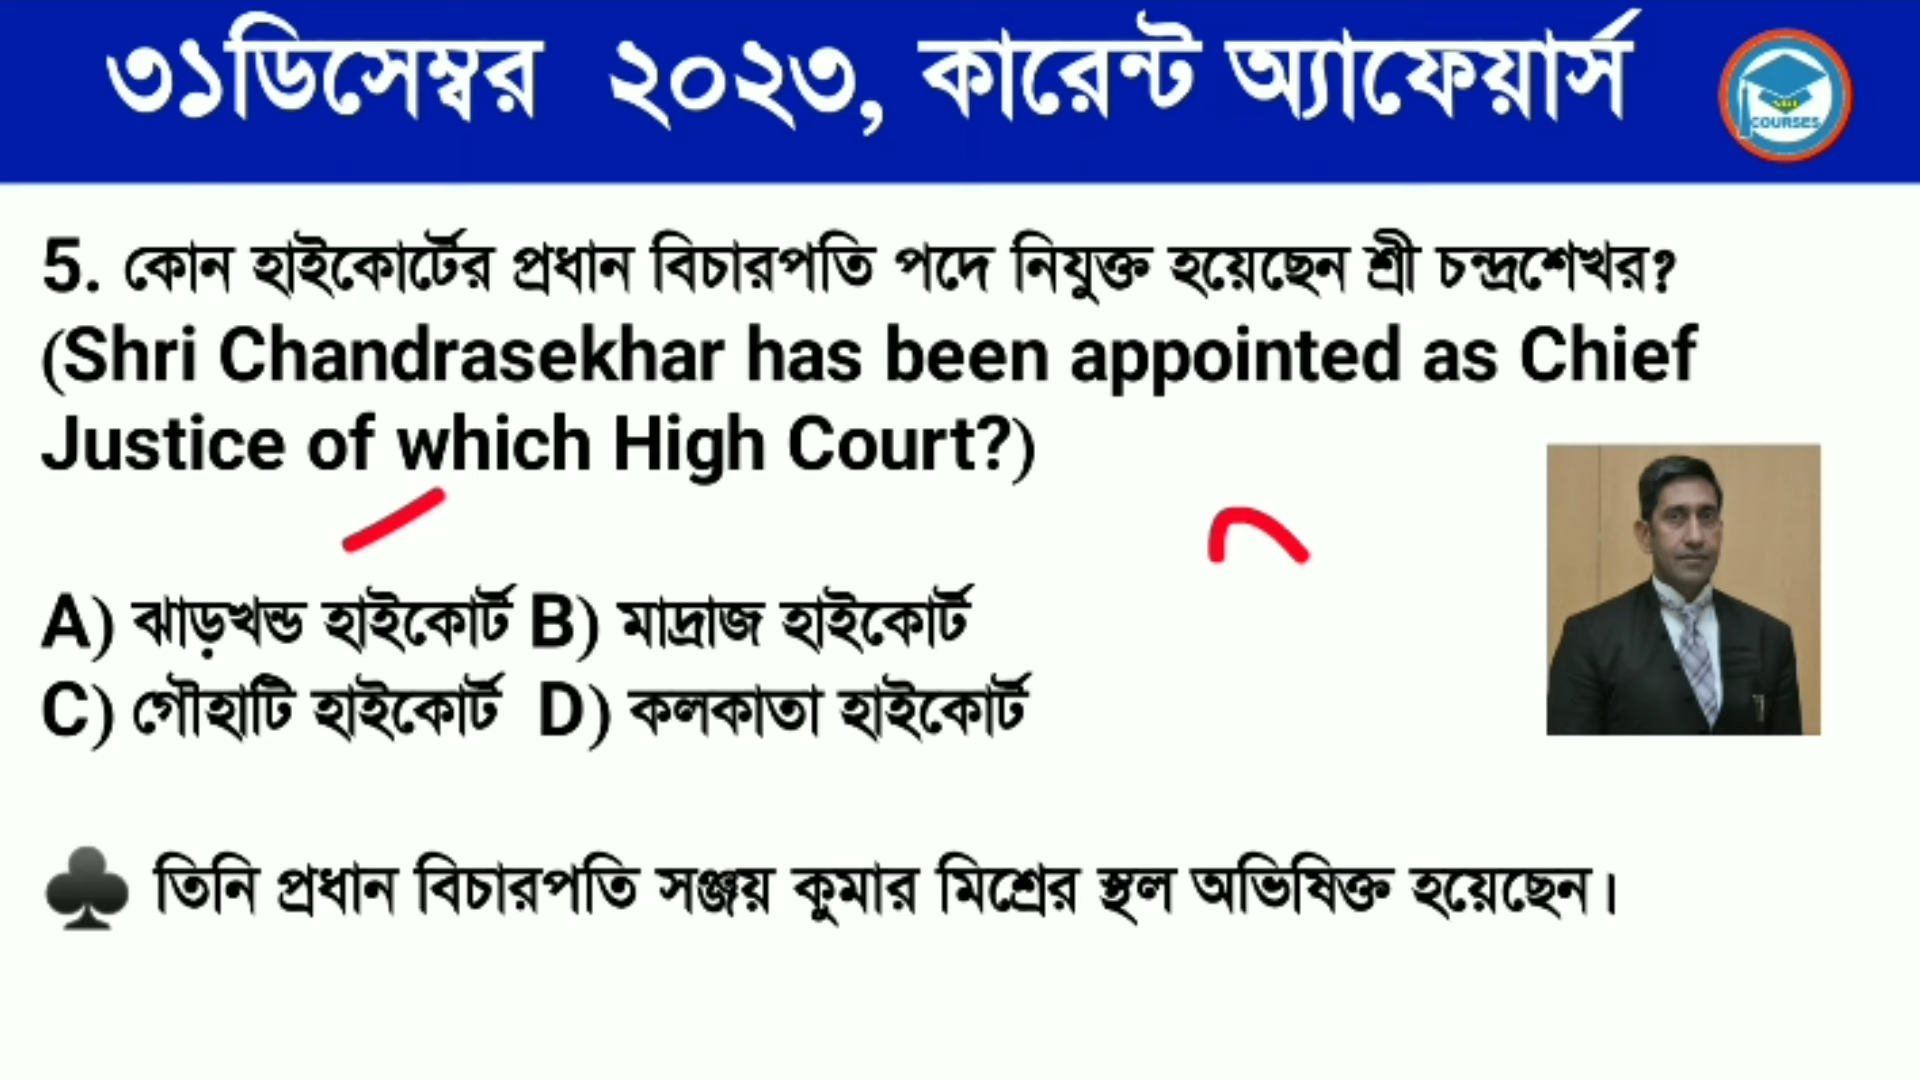 ৩১ডিসেম্বর ২০২৩, কারেন্ট অ্যাফেয়ার্স
COURSES
5. কোন হাইকোর্টের প্রধান বিচারপতি পদে নিযুক্ত হয়েছেন শ্রী চন্দ্রশেখর?
(Shri Chandrasekhar has been appointed as Chief
Justice of which High Court?)
A) ঝাড়খন্ড হাইকোর্ট B) মাদ্রাজ হাইকোর্ট
C) গৌহাটি হাইকোর্ট D) কলকাতা হাইকোর্ট
♣ তিনি প্রধান বিচারপতি সঞ্জয় কুমার মিশ্রের স্থল অভিষিক্ত হয়েছেন।